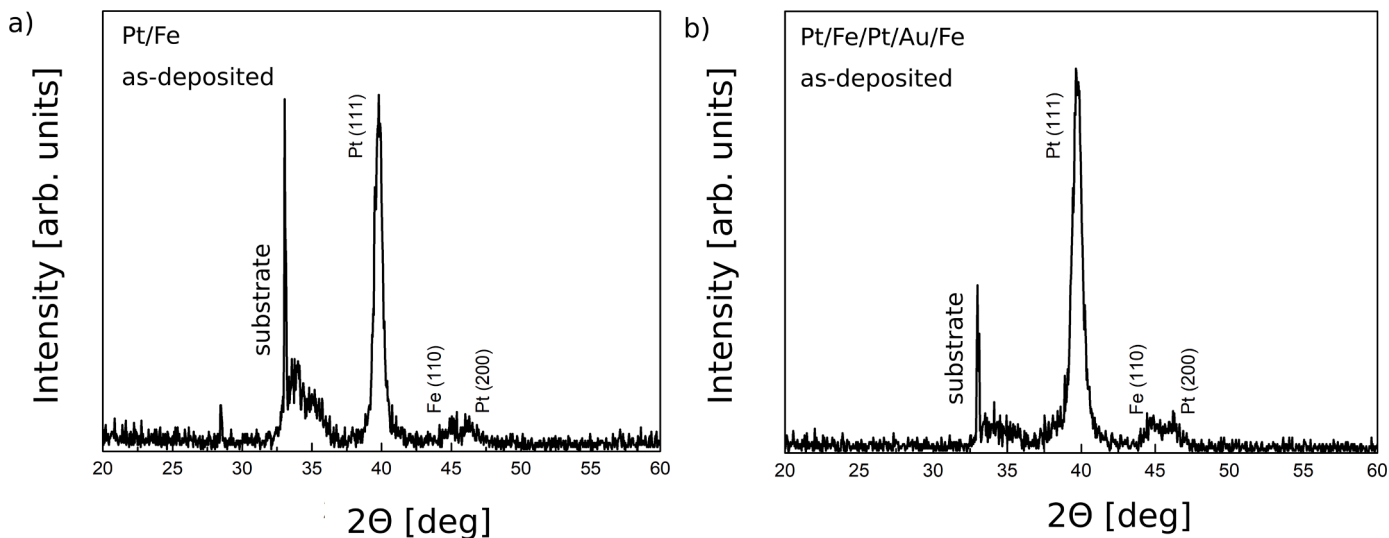 a)
Pt/Fe
as-deposited
Intensity [arb. units]
substrate
Pt (111)
Fe (110)
Pt (200)
20 25 30 35 40 45 50 55 60
2Θ [deg]
b)
Pt/Fe/Pt/Au/Fe
as-deposited
Intensity [arb. units]
substrate
Pt (111)
Fe (110)
Pt (200)
20 25 30 35 40 45 50 55 60
2Θ [deg]